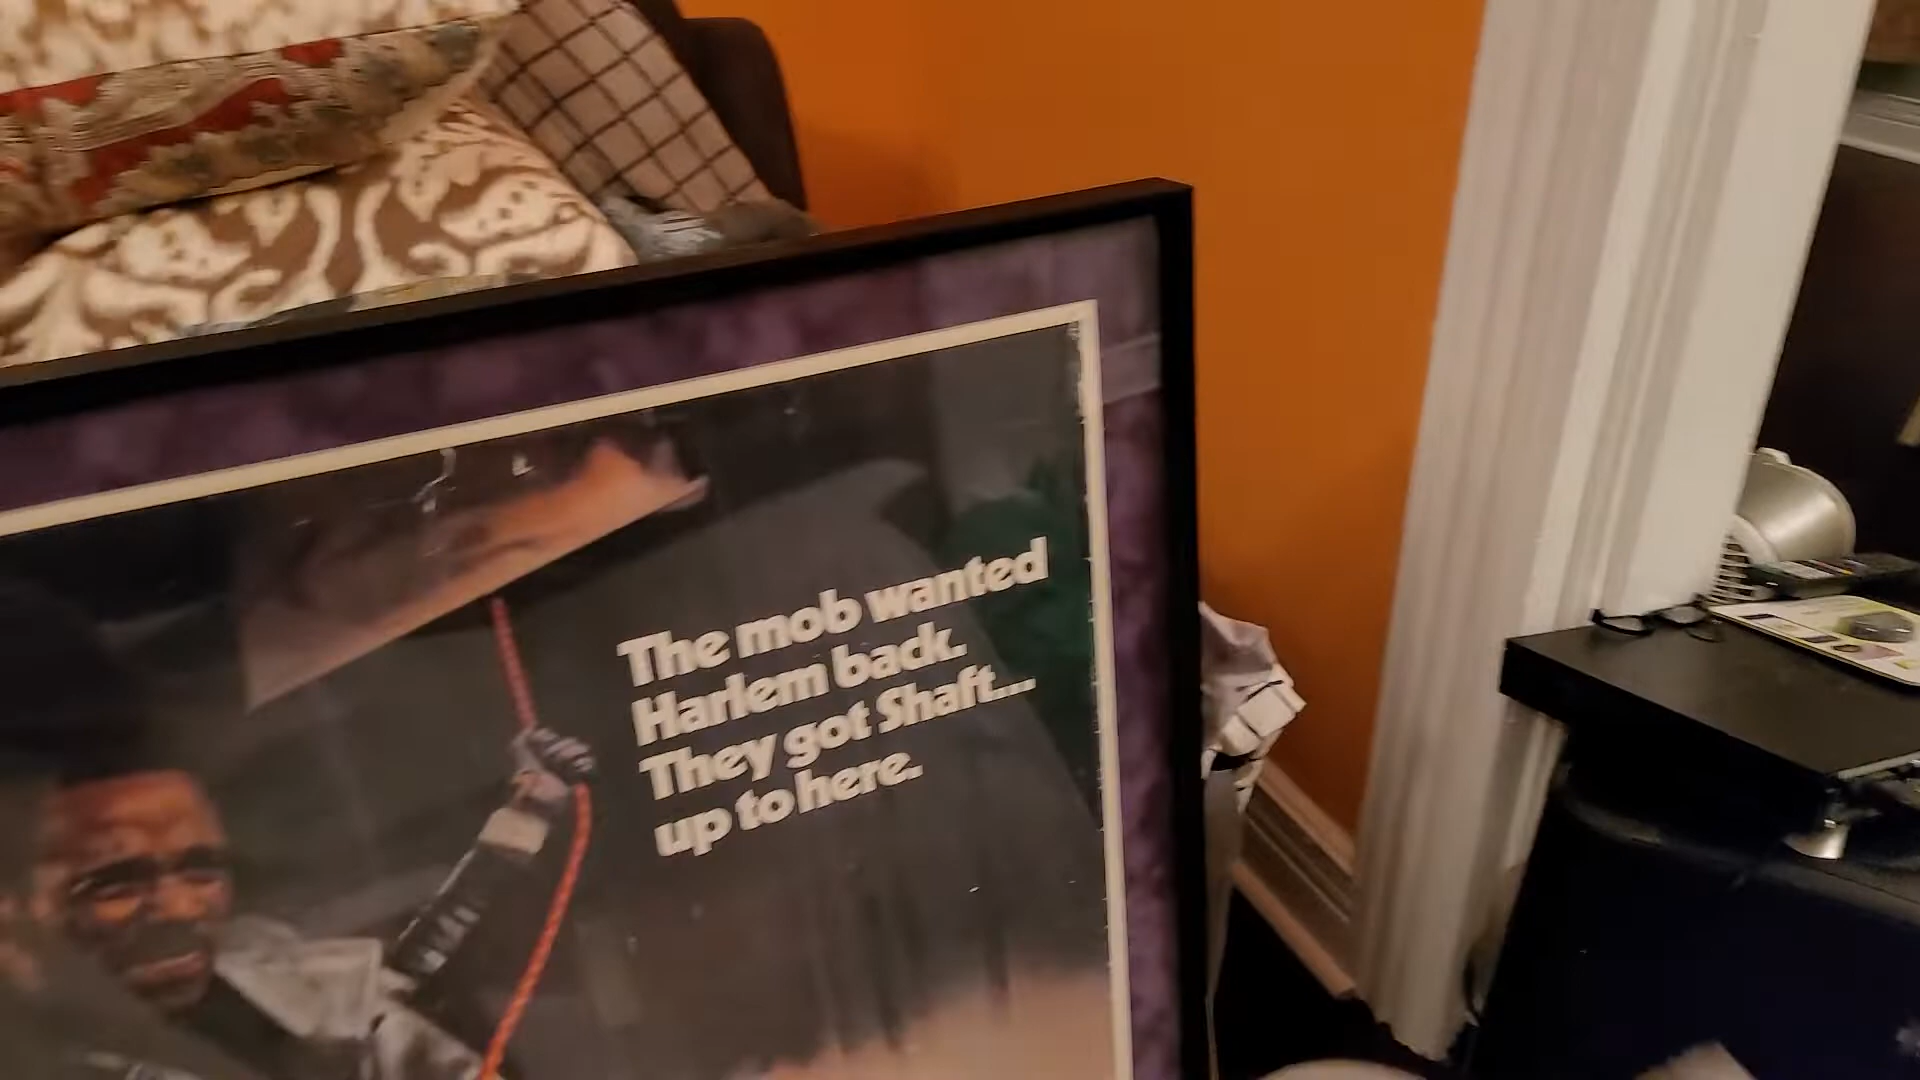 The mob wanted
Harlem back.
They got Shaft...
up to here.